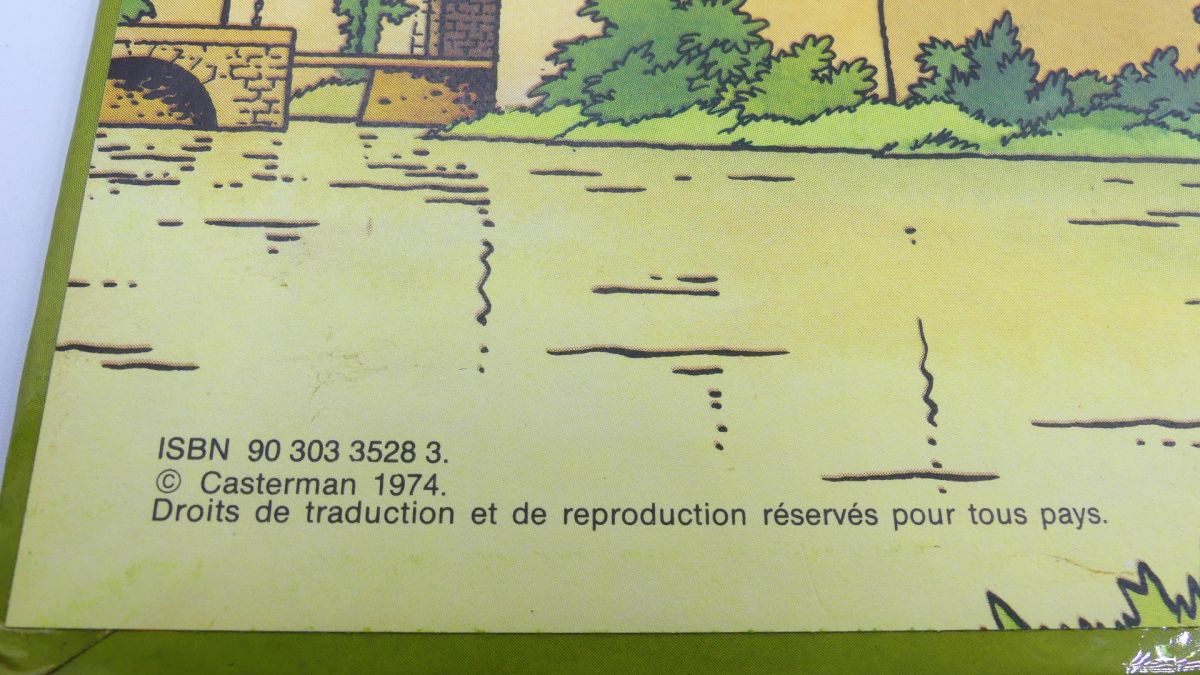 ISBN 90 303 3528 3.
© Casterman 1974.
Droits de traduction et de reproduction réservés pour tous pays.